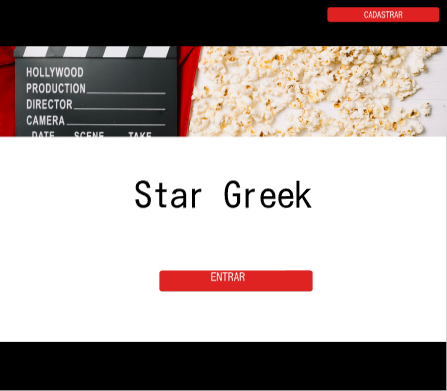 CADASTRAR
HOLLYWOOD
PRODUCTION
DIRECTOR
CAMERA
DATE SCENE TAKE
Star Greek
ENTRAR